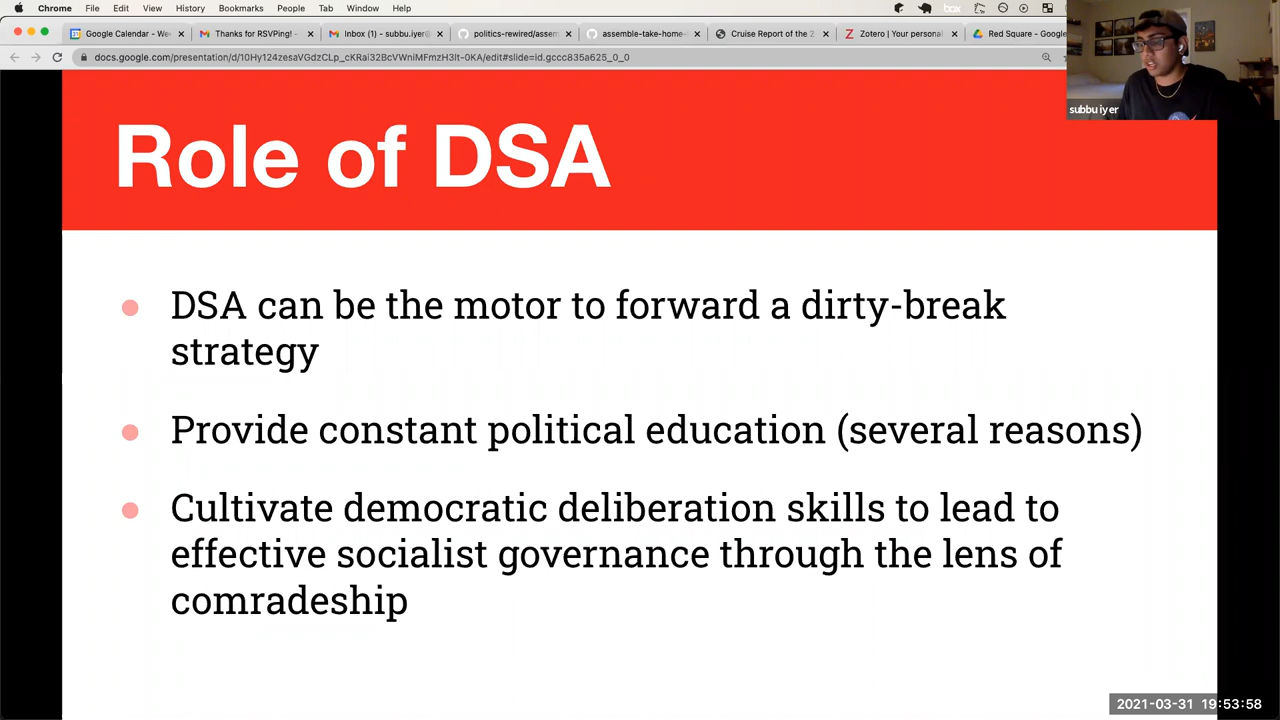 Chrome File Edit View History Bookmarks People Tab Window Help
Google Calendar - We
Thanks for RSVPing! -
Inbox (1) - subbu.iyer@
politics-rewired/assem
assemble-take-home-
Cruise Report of the 2
Zotero | Your personal
Red Square - Google
docs.google.com/presentation/d/10Hy124zesaVGdzCLp_cKRai32BcVWniMFmzH3It-0KA/edit#slide=id.gccc835a625_0_0
subbu iyer
Role of DSA
DSA can be the motor to forward a dirty-break
strategy
Provide constant political education (several reasons)
Cultivate democratic deliberation skills to lead to
effective socialist governance through the lens of
comradeship
2021-03-31 19:53:58